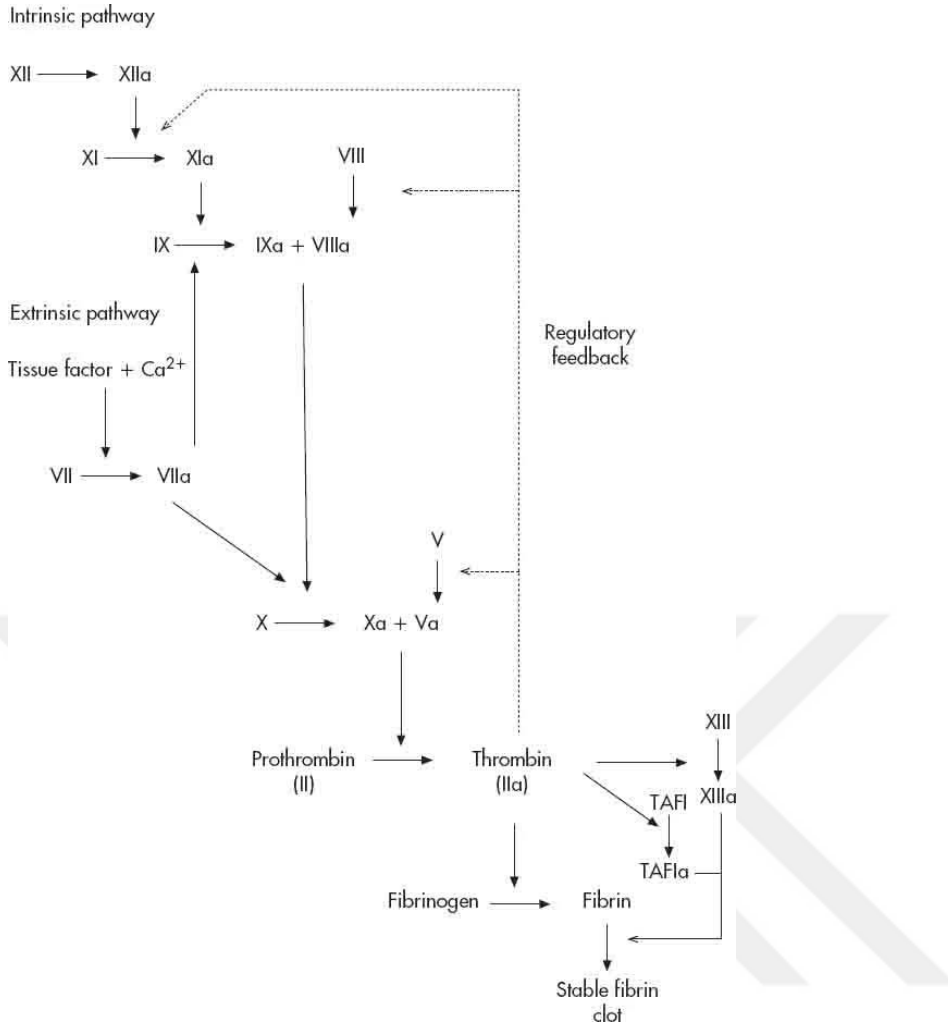 Intrinsic pathway
XII XIIa
XI XIa VIII
IX IXa + VIIIa
Extrinsic pathway
Regulatory
feedback
Tissue factor + Ca²⁺
VII VIIa
V
X Xa + Va
XIII
Prothrombin
(II)
Thrombin
(IIa)
TAFI XIIIa
TAFIa
Fibrinogen Fibrin
Stable fibrin
clot